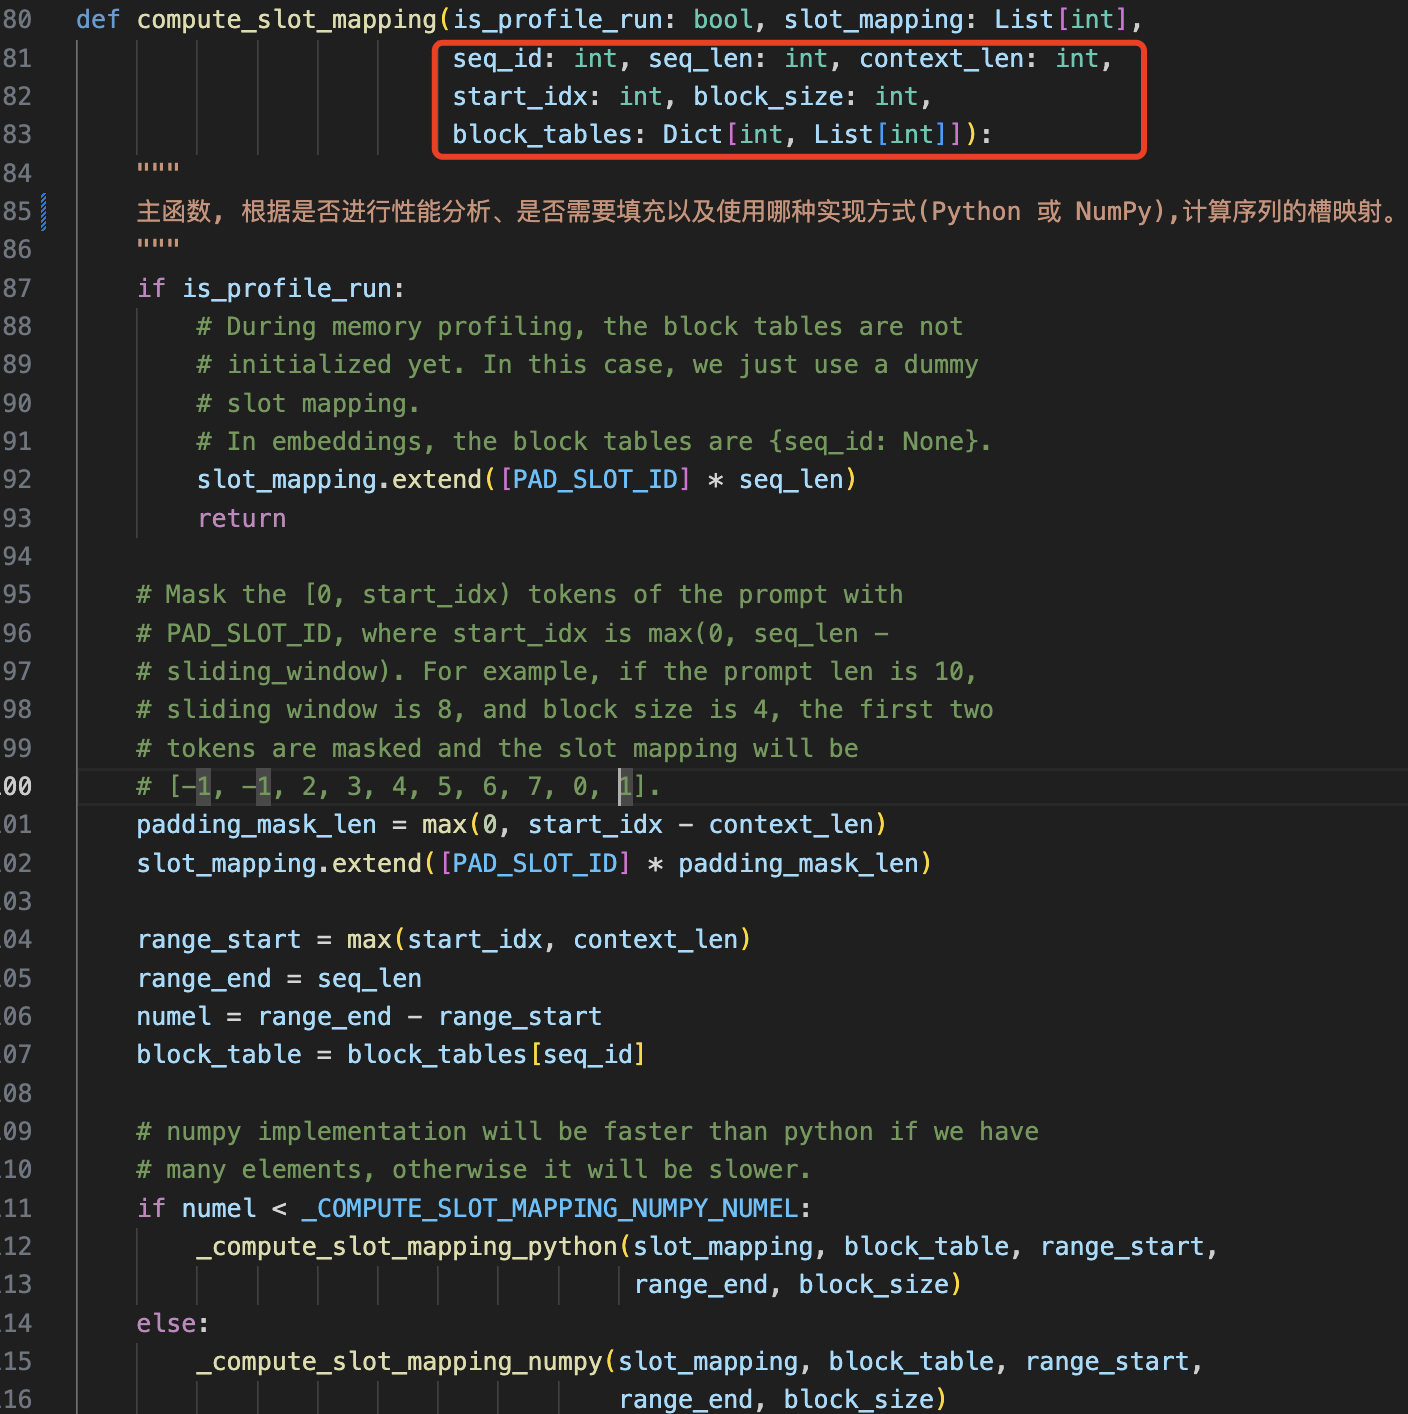 80 def compute_slot_mapping(is_profile_run: bool, slot_mapping: List[int],
81 seq_id: int, seq_len: int, context_len: int,
82 start_idx: int, block_size: int,
83 block_tables: Dict[int, List[int]]):
84 """
85 主函数, 根据是否进行性能分析、是否需要填充以及使用哪种实现方式(Python 或 NumPy),计算序列的槽映射。
86 """
87 if is_profile_run:
88 # During memory profiling, the block tables are not
89 # initialized yet. In this case, we just use a dummy
90 # slot mapping.
91 # In embeddings, the block tables are {seq_id: None}.
92 slot_mapping.extend([PAD_SLOT_ID] * seq_len)
93 return
94
95 # Mask the [0, start_idx) tokens of the prompt with
96 # PAD_SLOT_ID, where start_idx is max(0, seq_len -
97 # sliding_window). For example, if the prompt len is 10,
98 # sliding window is 8, and block size is 4, the first two
99 # tokens are masked and the slot mapping will be
00 # [-1, -1, 2, 3, 4, 5, 6, 7, 0, 1].
01 padding_mask_len = max(0, start_idx - context_len)
02 slot_mapping.extend([PAD_SLOT_ID] * padding_mask_len)
03
04 range_start = max(start_idx, context_len)
05 range_end = seq_len
06 numel = range_end - range_start
07 block_table = block_tables[seq_id]
08
09 # numpy implementation will be faster than python if we have
10 # many elements, otherwise it will be slower.
11 if numel < _COMPUTE_SLOT_MAPPING_NUMPY_NUMEL:
12 _compute_slot_mapping_python(slot_mapping, block_table, range_start,
13 range_end, block_size)
14 else:
15 _compute_slot_mapping_numpy(slot_mapping, block_table, range_start,
16 range_end, block_size)